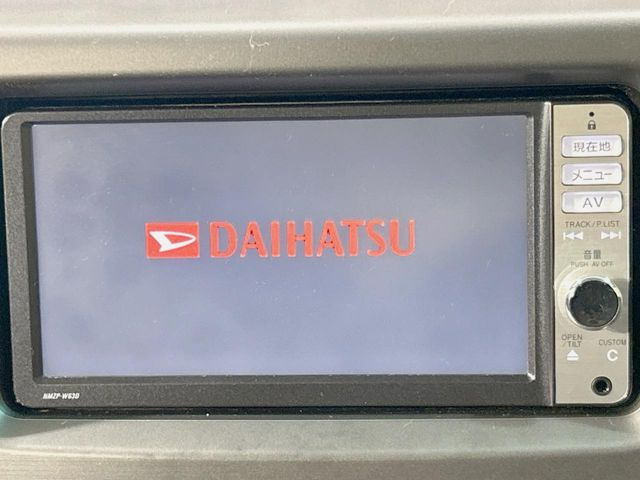 DAIHATSU
現在地
メニュー
AV
TRACK/P.LIST
音量
PUSH AV OFF
OPEN
/TILT
CUSTOM
C
NMZP-W63D